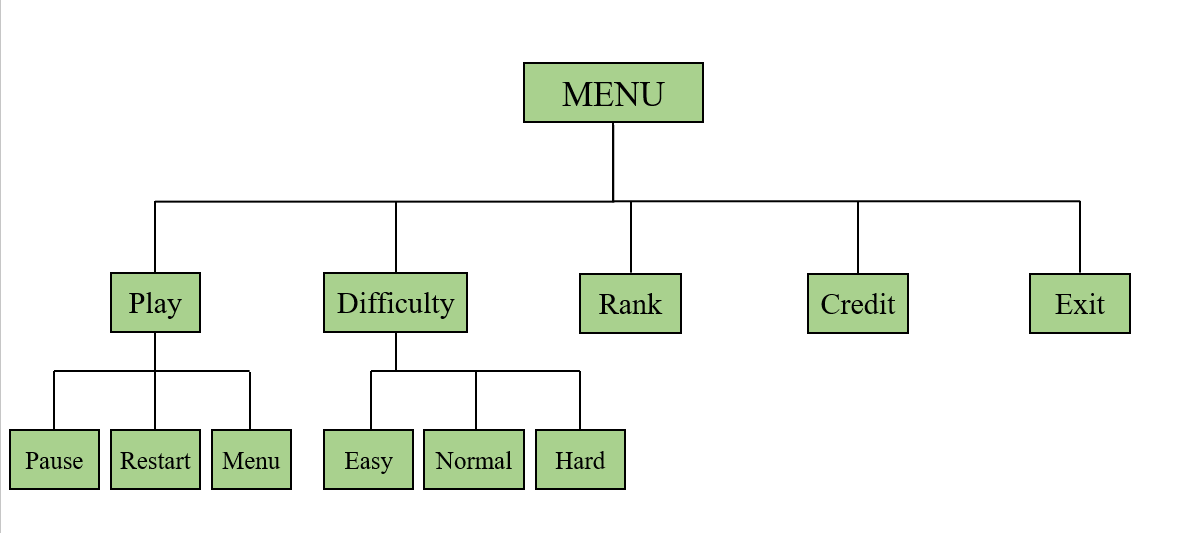 MENU
Play
Difficulty
Rank
Credit
Exit
Pause
Restart
Menu
Easy
Normal
Hard